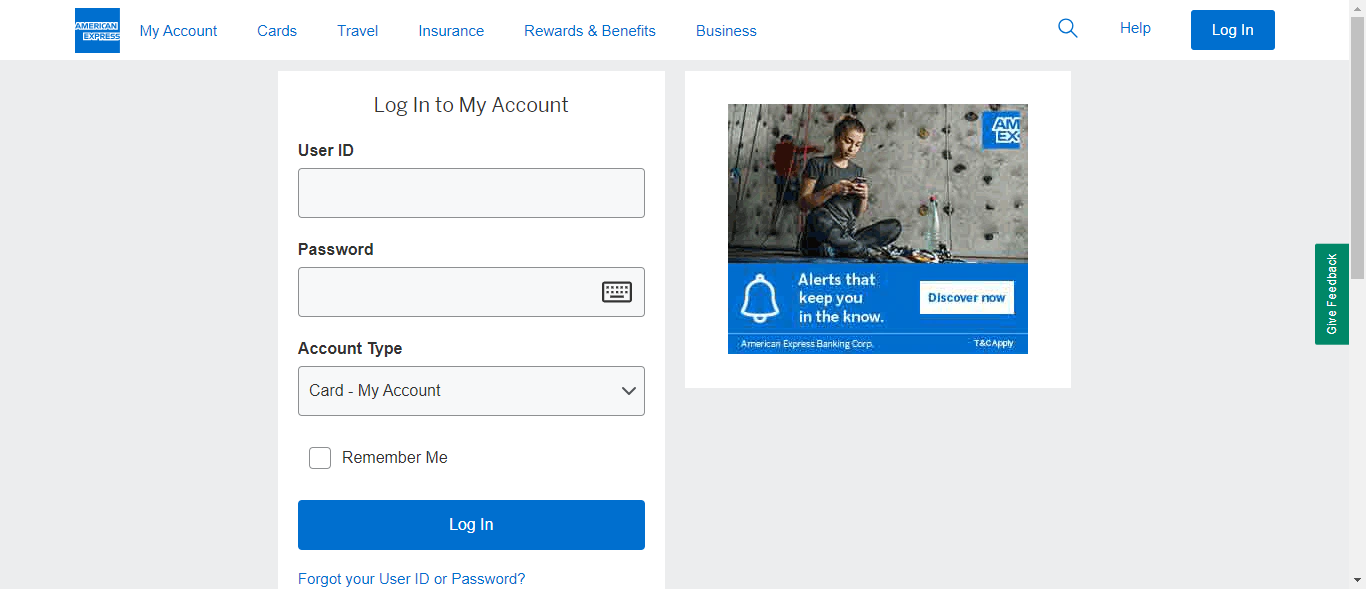 AMERICAN
EXPRESS
My Account
Cards
Travel
Insurance
Rewards & Benefits
Business
Help
Log In
Log In to My Account
User ID
Password
Account Type
Card - My Account
Remember Me
Log In
Forgot your User ID or Password?
AM
EX
Alerts that
keep you
in the know.
Discover now
American Express Banking Corp.
T&C Apply
Give Feedback